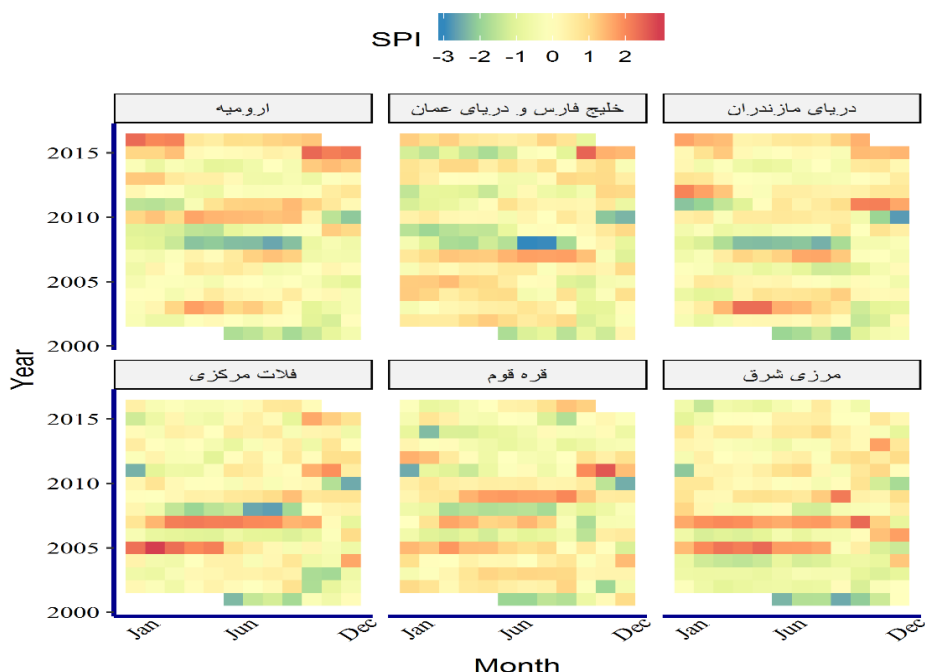 SPI
-3 -2 -1 0 1 2
ارومیه
خلیج فارس و دریای عمان
دریای مازندران
2015
2010
2005
2000
فلات مرکزی
قره قوم
مرزی شرق
2015
2010
2005
2000
Year
Jan Jun Dec Jan Jun Dec Jan Jun Dec
Month